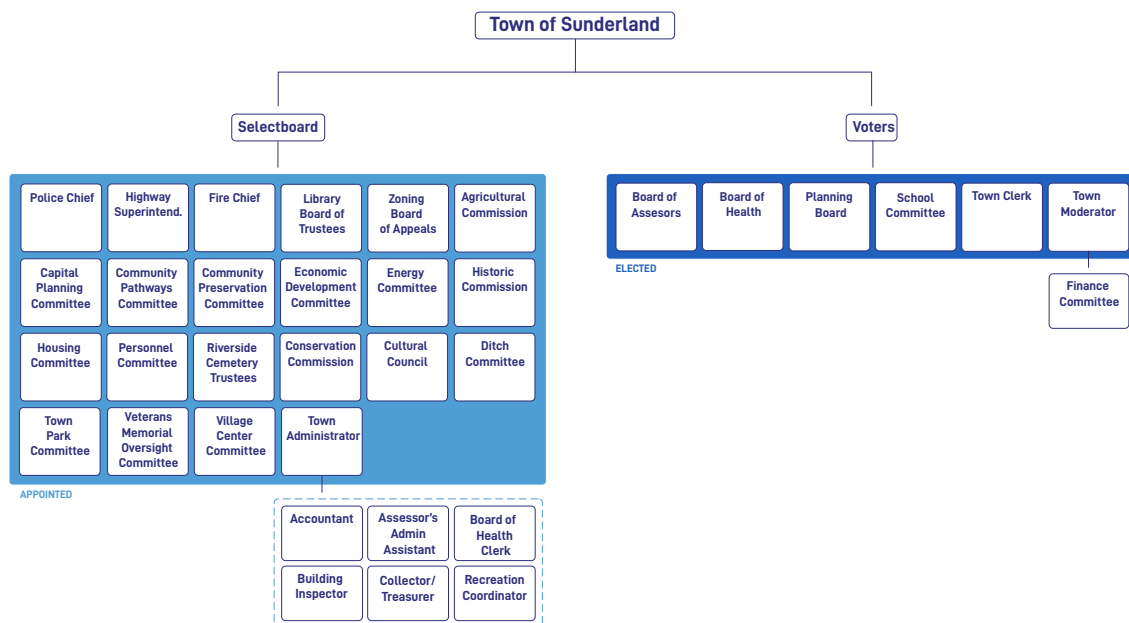 Town of Sunderland
Selectboard
Voters
Police Chief
Highway
Superintend.
Fire Chief
Library
Board of
Trustees
Zoning
Board
of Appeals
Agricultural
Commission
Capital
Planning
Committee
Community
Pathways
Committee
Community
Preservation
Committee
Economic
Development
Committee
Energy
Committee
Historic
Commission
Housing
Committee
Personnel
Committee
Riverside
Cemetery
Trustees
Conservation
Commission
Cultural
Council
Ditch
Committee
Town
Park
Committee
Veterans
Memorial
Oversight
Committee
Village
Center
Committee
Town
Administrator
APPOINTED
Accountant
Assessor's
Admin
Assistant
Board of
Health
Clerk
Building
Inspector
Collector/
Treasurer
Recreation
Coordinator
Board of
Assesors
Board of
Health
Planning
Board
School
Committee
Town Clerk
Town
Moderator
ELECTED
Finance
Committee